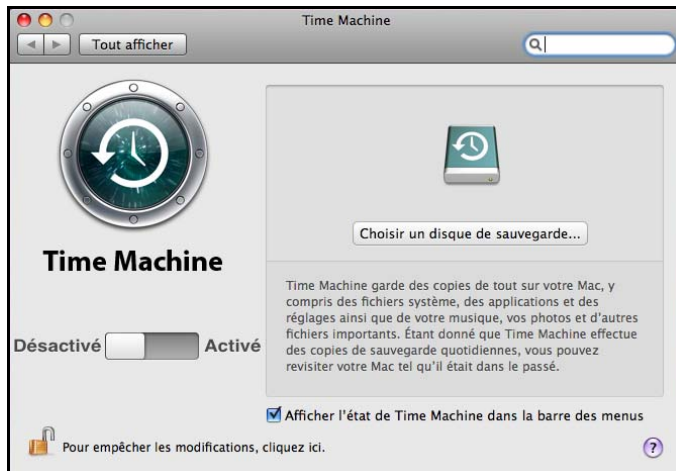 Time Machine
Tout afficher
Time Machine
Désactivé Activé
Choisir un disque de sauvegarde...
Time Machine garde des copies de tout sur votre Mac, y
compris des fichiers système, des applications et des
réglages ainsi que de votre musique, vos photos et d'autres
fichiers importants. Étant donné que Time Machine effectue
des copies de sauvegarde quotidiennes, vous pouvez
revisiter votre Mac tel qu'il était dans le passé.
Afficher l'état de Time Machine dans la barre des menus
Pour empêcher les modifications, cliquez ici.
?